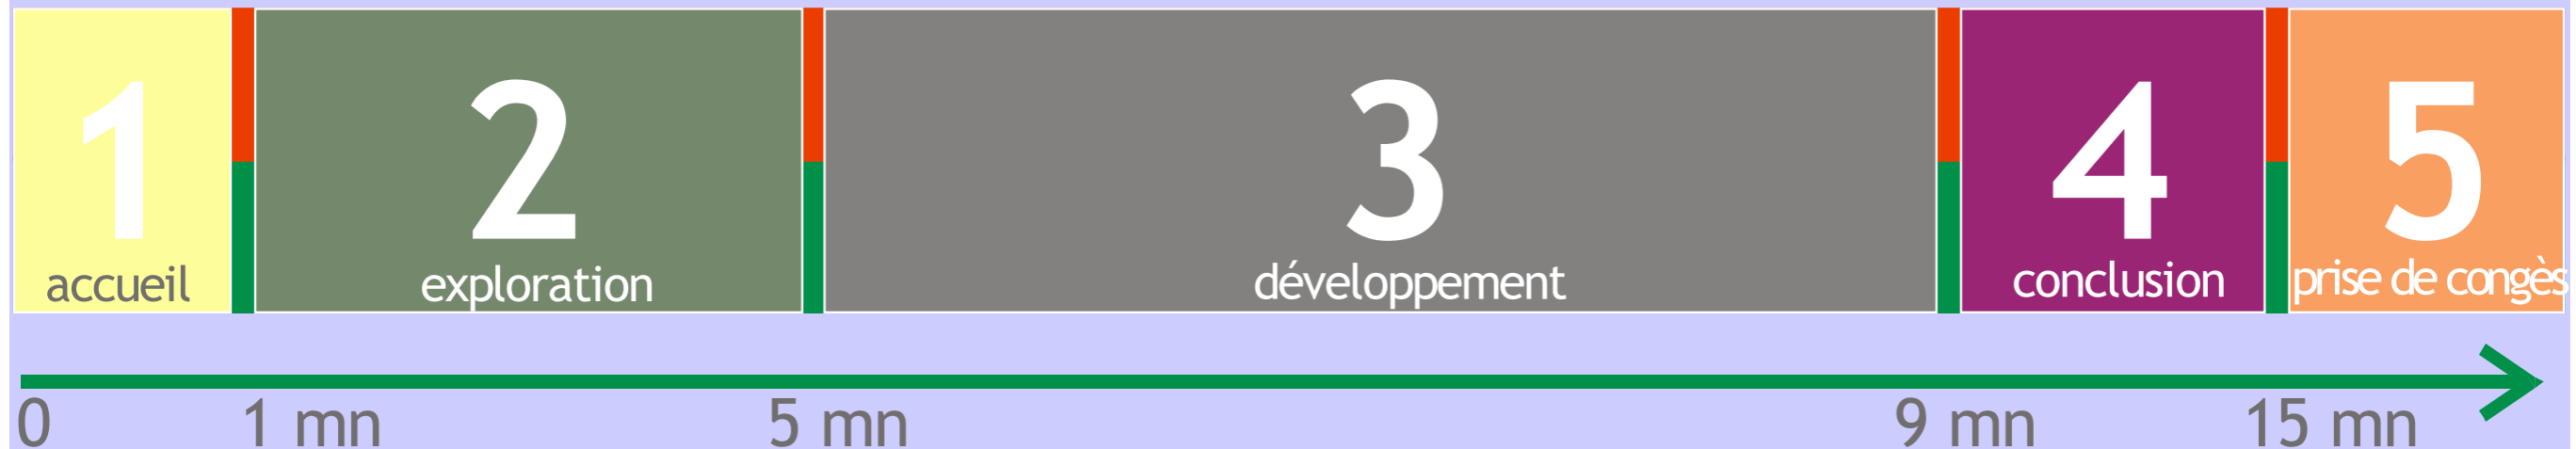 1
accueil
2
exploration
3
développement
4
conclusion
5
prise de congès
0
1 mn
5 mn
9 mn
15 mn